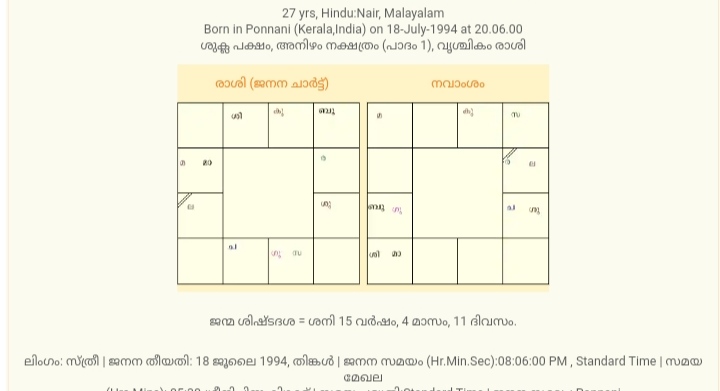 27 yrs, Hindu:Nair, Malayalam
Born in Ponnani (Kerala,India) on 18-July-1994 at 20.06.00
ശുക്ല പക്ഷം, അനിഴം നക്ഷത്രം (പാദം 1), വൃശ്ചികം രാശി
രാശി (ജനന ചാർട്ട്) നവാംശം
ശി കു ബു മ കു സ
മ മാ ര ര ല
ല ശു ബു ഗു ച ശു
ച ഗു സ ശി മാ
ജന്മ ശിഷ്ടദശ = ശനി 15 വർഷം, 4 മാസം, 11 ദിവസം.
ലിംഗം: സ്ത്രീ | ജനന തീയതി: 18 ജൂലൈ 1994, തിങ്കൾ | ജനന സമയം (Hr.Min.Sec):08:06:00 PM , Standard Time | സമയ
മേഖല